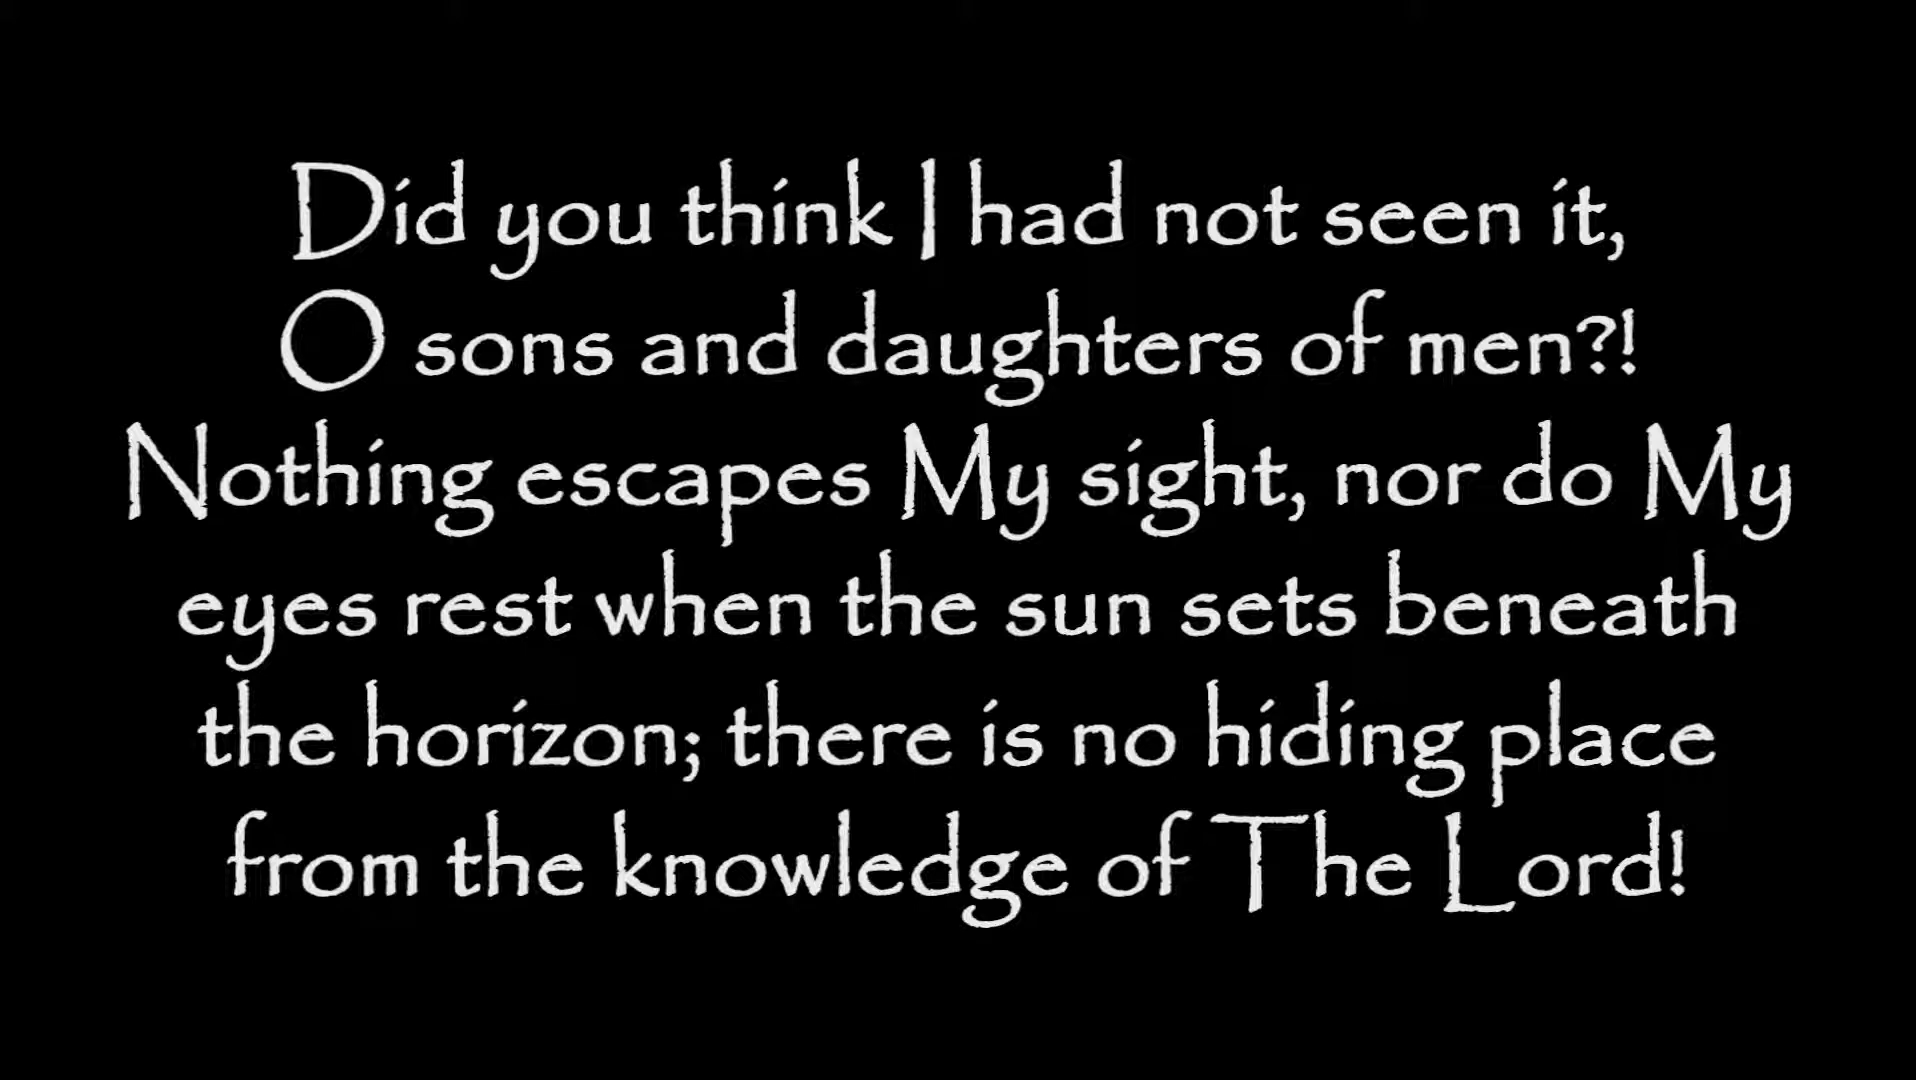 Did you think I had not seen it,
O sons and daughters of men?!
Nothing escapes My sight, nor do My
eyes rest when the sun sets beneath
the horizon; there is no hiding place
from the knowledge of The Lord!